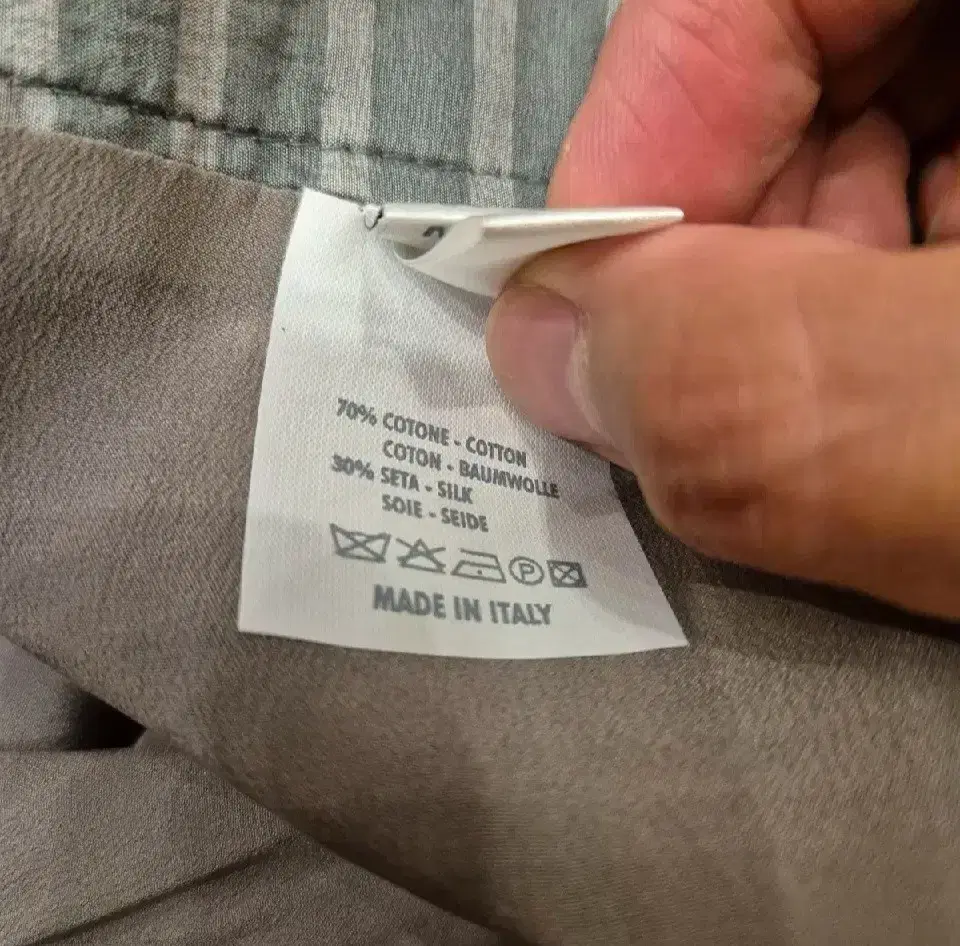 70% COTONE - COTTON
COTON - BAUMWOLLE
30% SETA - SILK
SOIE - SEIDE
P
MADE IN ITALY